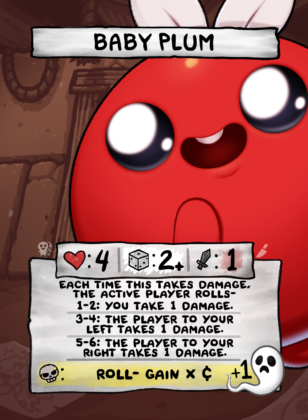 BABY PLUM
:4 :2+ :1
EACH TIME THIS TAKES DAMAGE,
THE ACTIVE PLAYER ROLLS-
1-2: YOU TAKE 1 DAMAGE.
3-4: THE PLAYER TO YOUR
LEFT TAKES 1 DAMAGE.
5-6: THE PLAYER TO YOUR
RIGHT TAKES 1 DAMAGE.
: ROLL- GAIN X ¢ +1